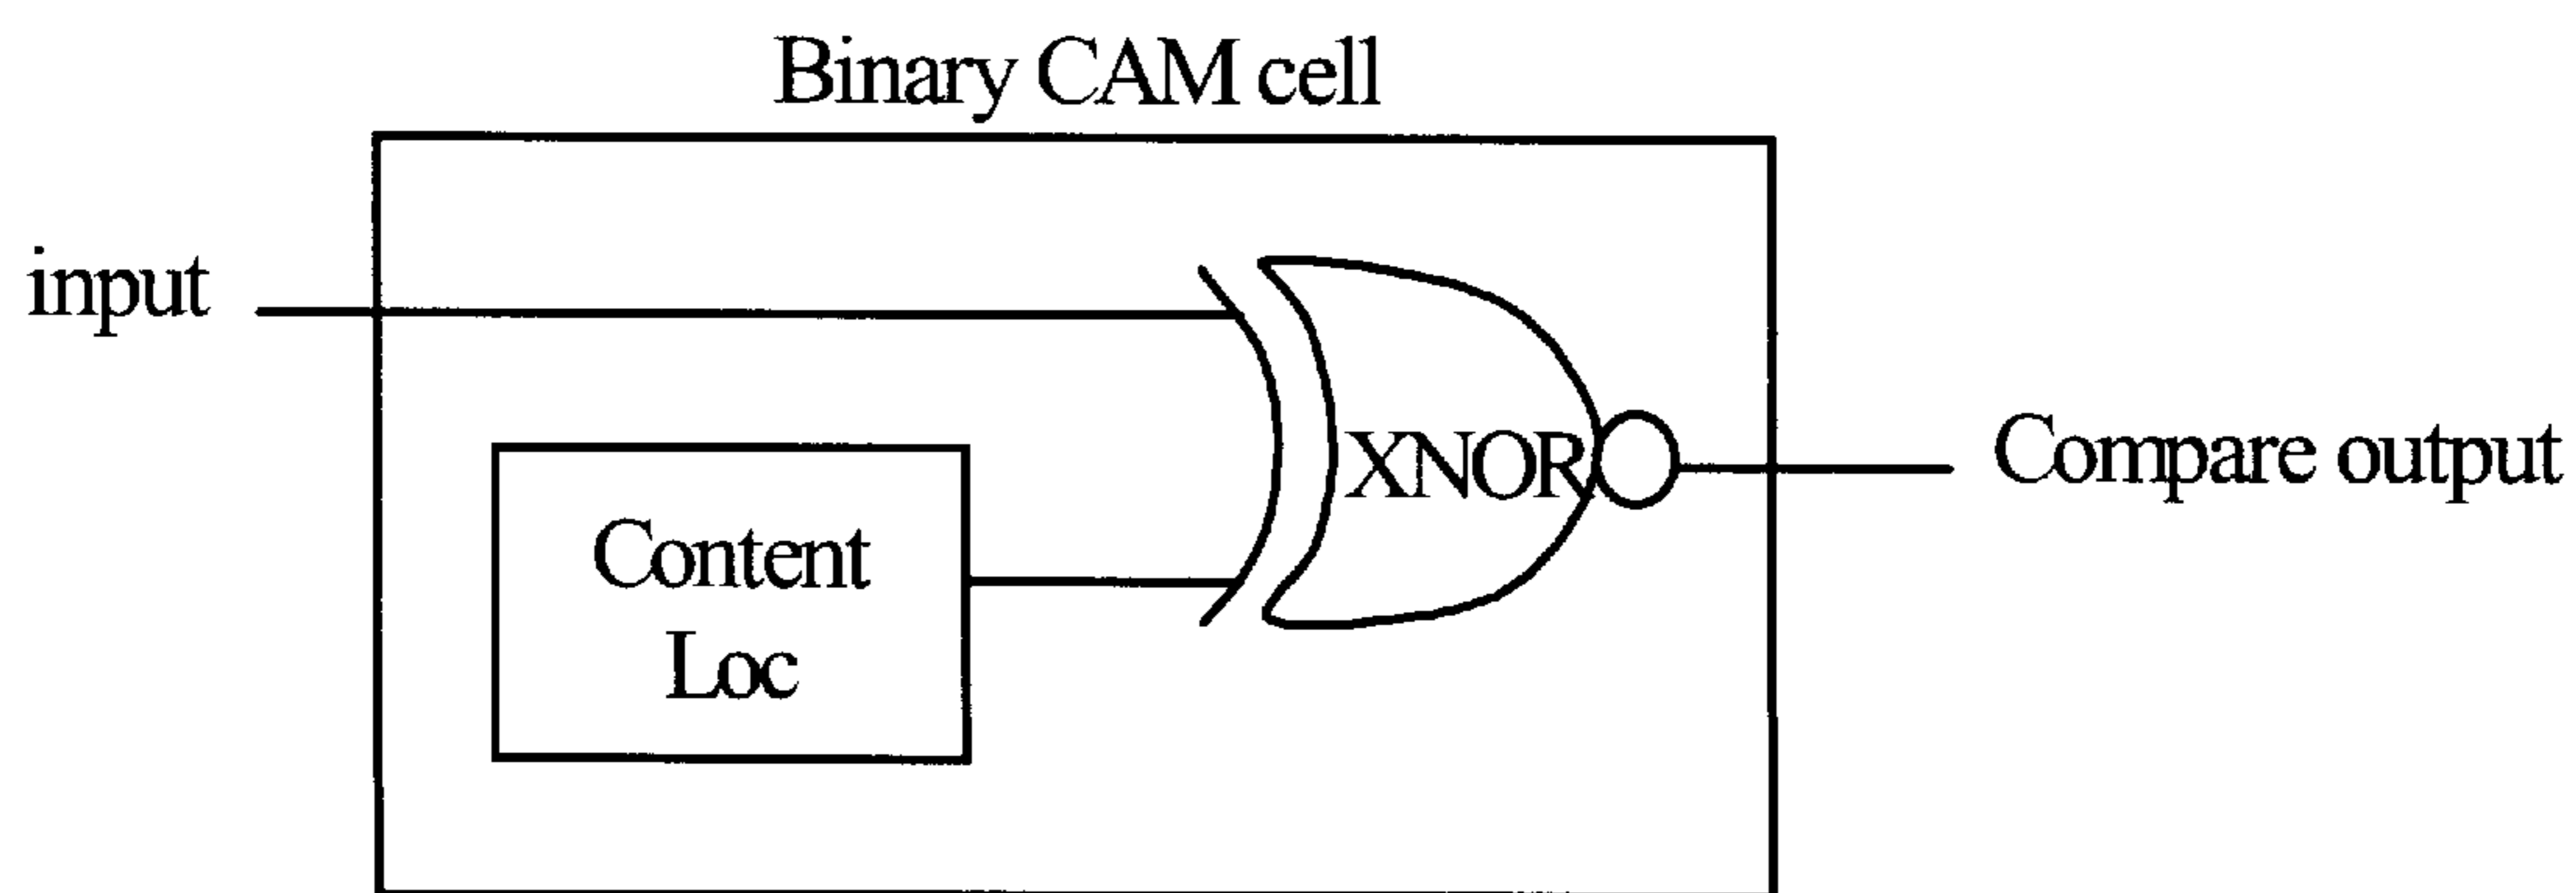 Binary CAM cell
input
XNOR
Compare output
Content
Loc